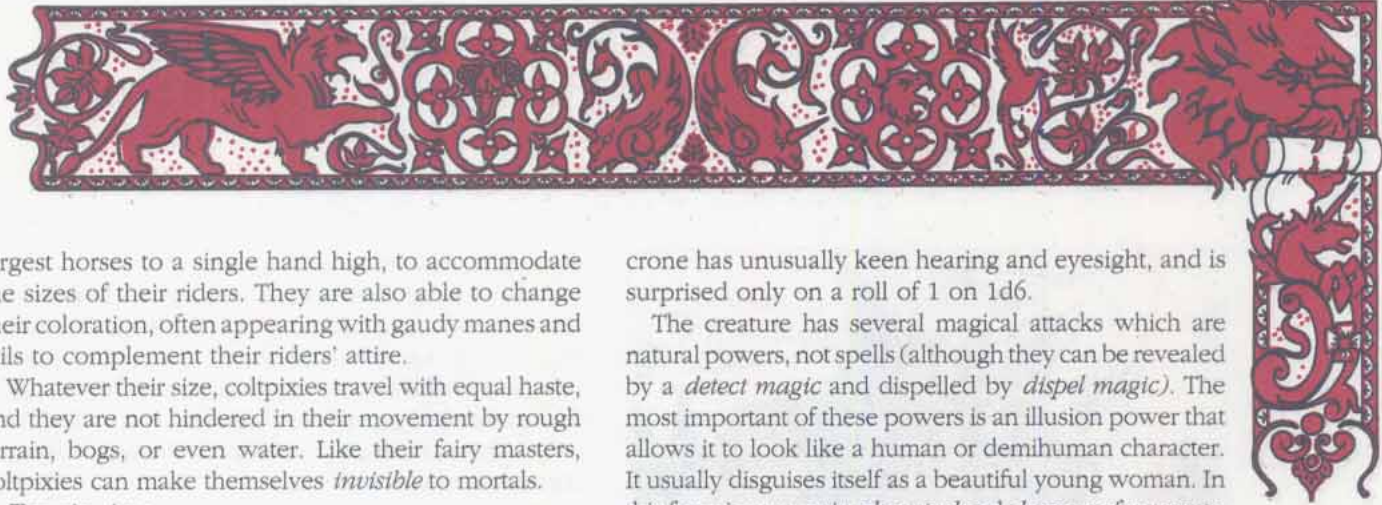 rgest horses to a single hand high, to accommodate
e sizes of their riders. They are also able to change
eir coloration, often appearing with gaudy manes and
ils to complement their riders' attire.
Whatever their size, coltpixies travel with equal haste,
nd they are not hindered in their movement by rough
rrain, bogs, or even water. Like their fairy masters,
oltpixies can make themselves invisible to mortals.
crone has unusually keen hearing and eyesight, and is
surprised only on a roll of 1 on 1d6.
The creature has several magical attacks which are
natural powers, not spells (although they can be revealed
by a detect magic and dispelled by dispel magic). The
most important of these powers is an illusion power that
allows it to look like a human or demihuman character.
It usually disguises itself as a beautiful young woman. In